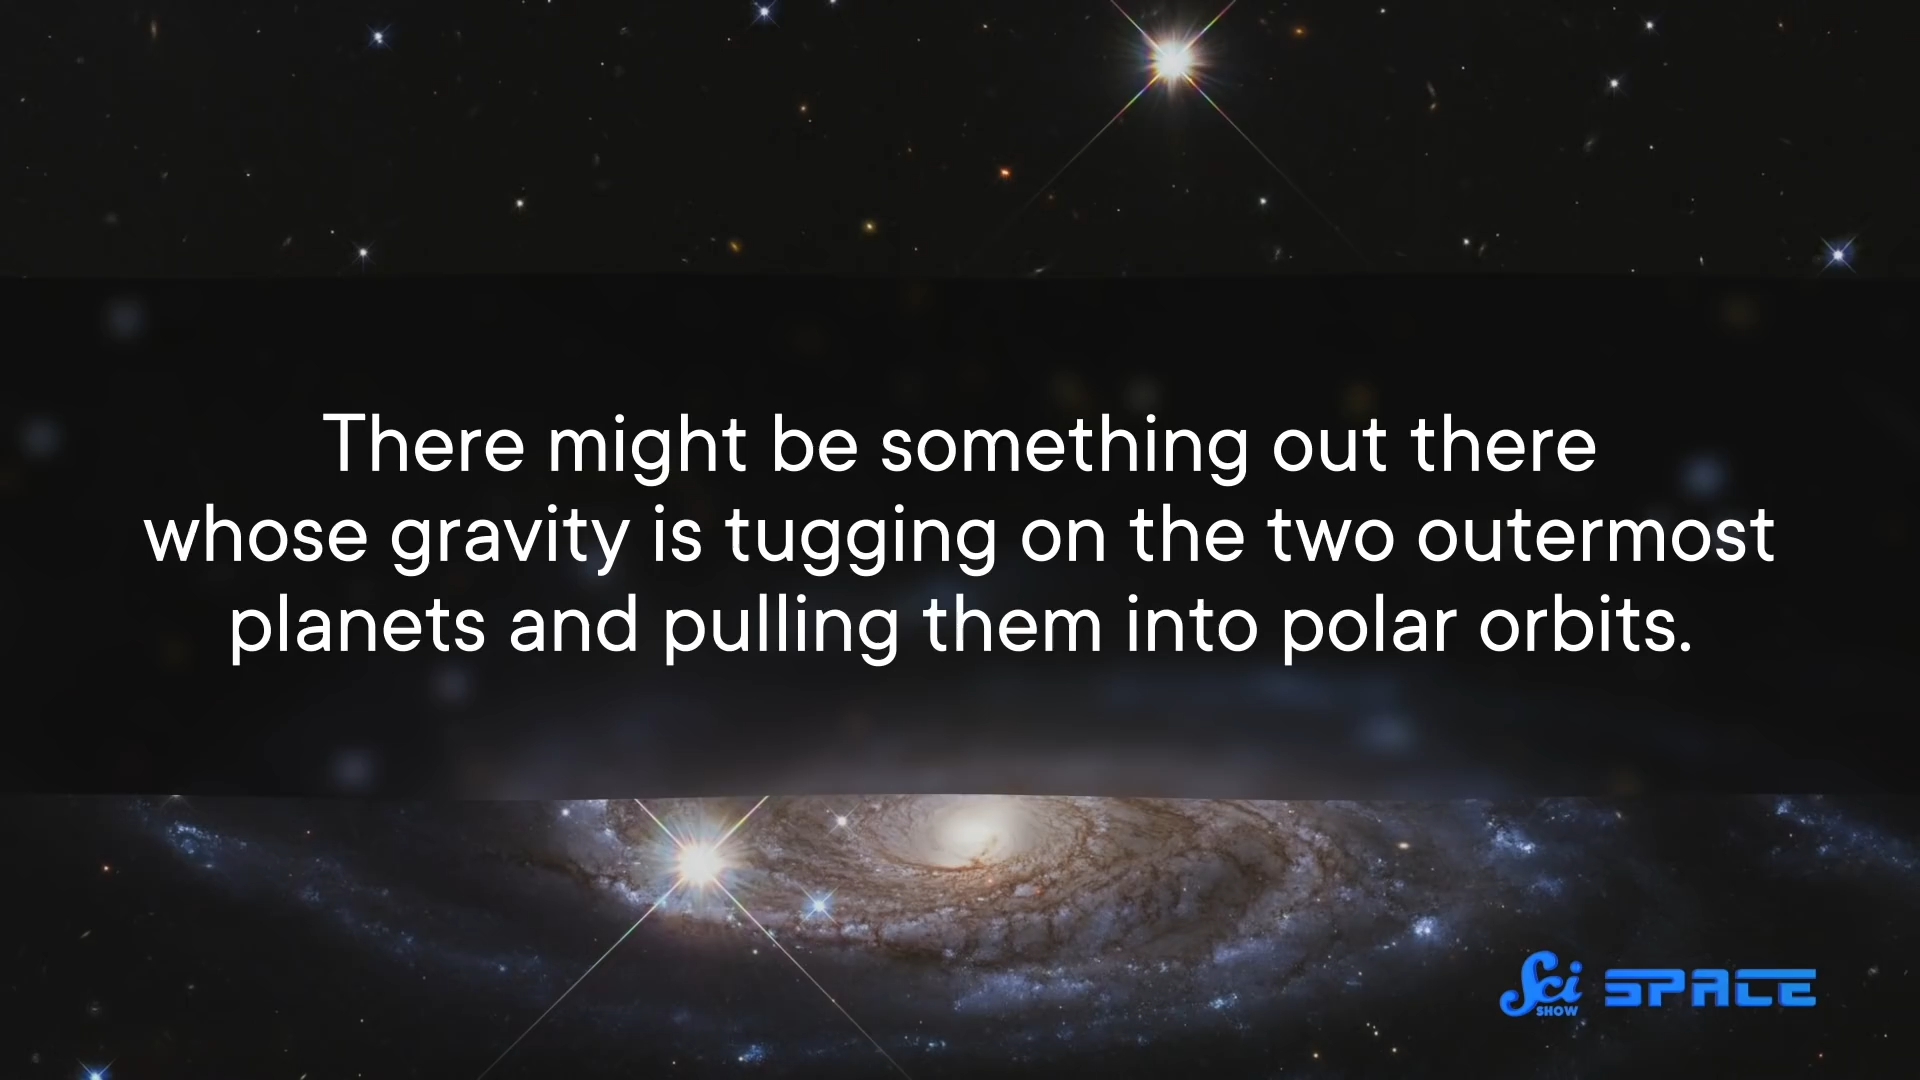 There might be something out there
whose gravity is tugging on the two outermost
planets and pulling them into polar orbits.
Sci SHOW SPACE